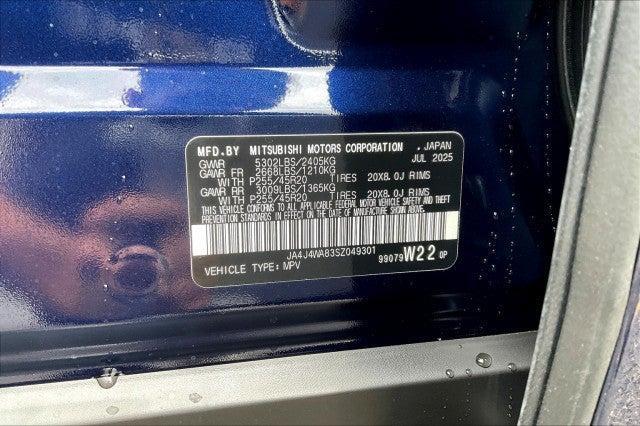 MFD.BY MITSUBISHI MOTORS CORPORATION . JAPAN
GVWR 5302LBS/2405KG JUL 2025
GAWR FR 2668LBS/1210KG
WITH P255/45R20 TIRES 20X8.0J RIMS
GAWR RR 3009LBS/1365KG
WITH P255/45R20 TIRES 20X8.0J RIMS
THIS VEHICLE CONFORMS TO ALL APPLICABLE FEDERAL MOTOR VEHICLE SAFETY AND THEFT
PREVENTION STANDARDS IN EFFECT ON THE DATE OF MANUFACTURE SHOWN ABOVE.
JA4J4WA83SZ049301
99079 W22 0P
VEHICLE TYPE:MPV